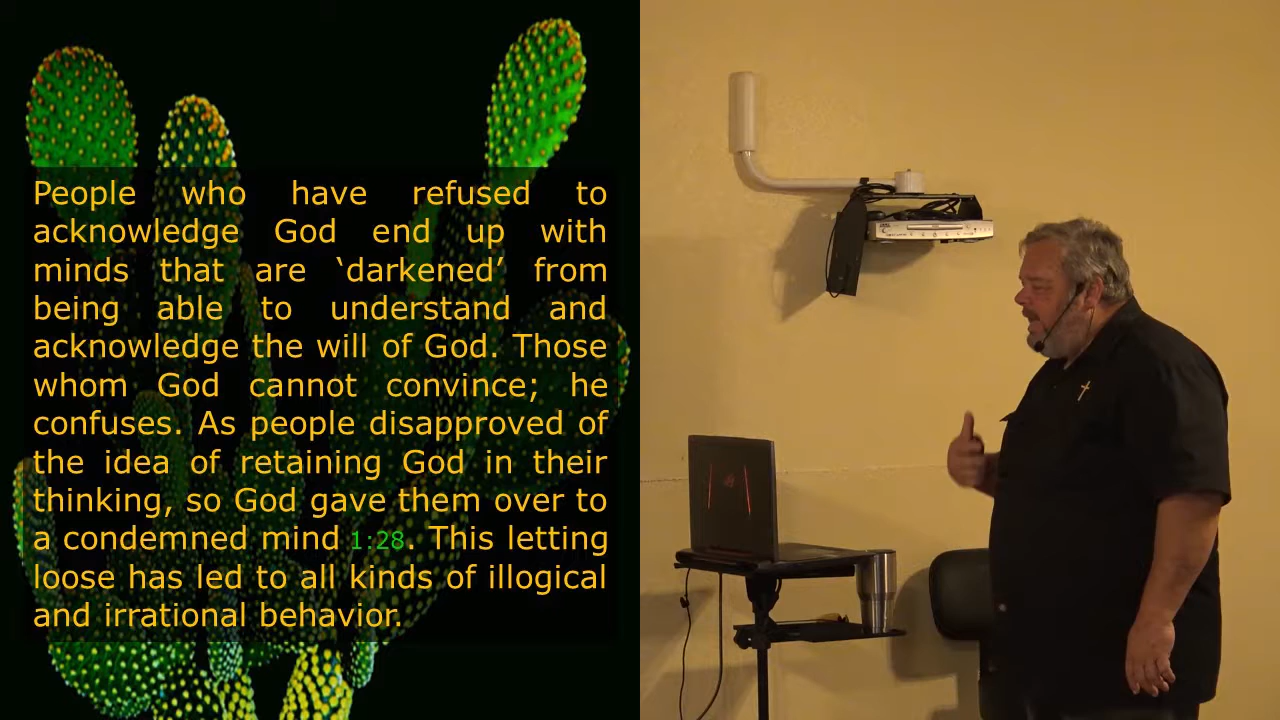 People who have refused to
acknowledge God end up with
minds that are ‘darkened’ from
being able to understand and
acknowledge the will of God. Those
whom God cannot convince; he
confuses. As people disapproved of
the idea of retaining God in their
thinking, so God gave them over to
a condemned mind 1:28. This letting
loose has led to all kinds of illogical
and irrational behavior.